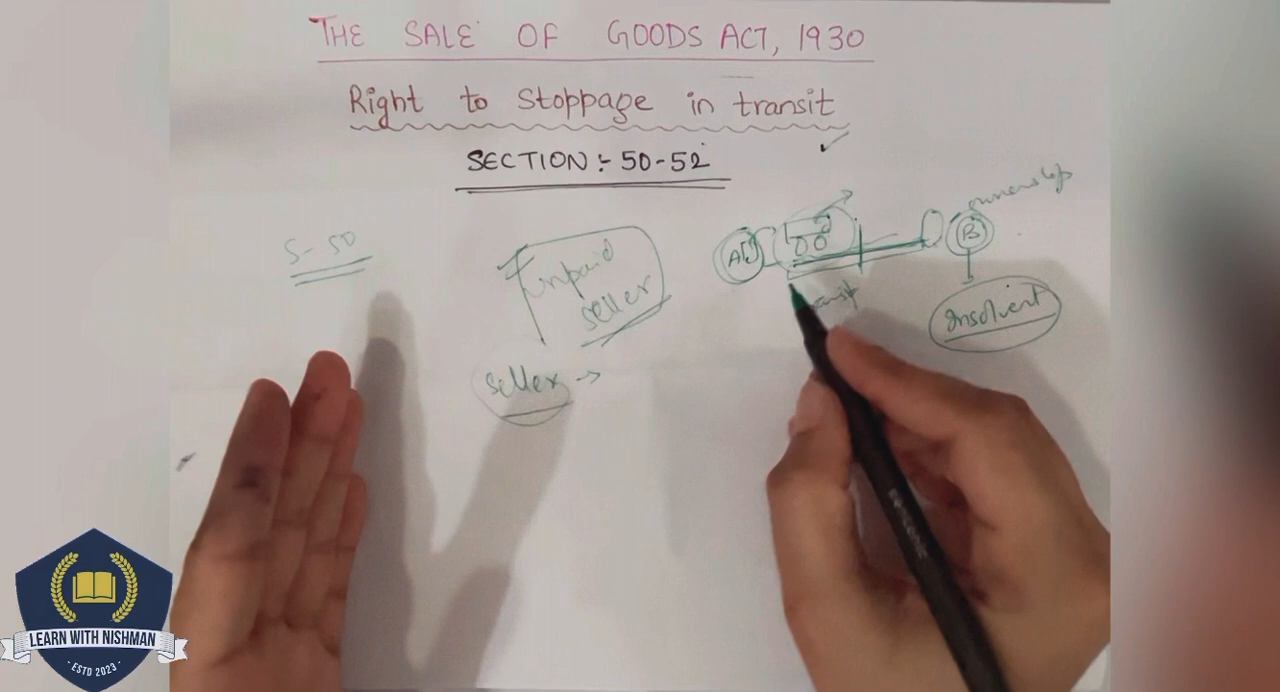 THE SALE OF GOODS ACT, 1930
Right to Stoppage in transit
SECTION :- 50-52
ownership
S-50
unpaid
seller
A
B
Insolvent
seller →
LEARN WITH NISHMAN
· ESTD 2023 ·